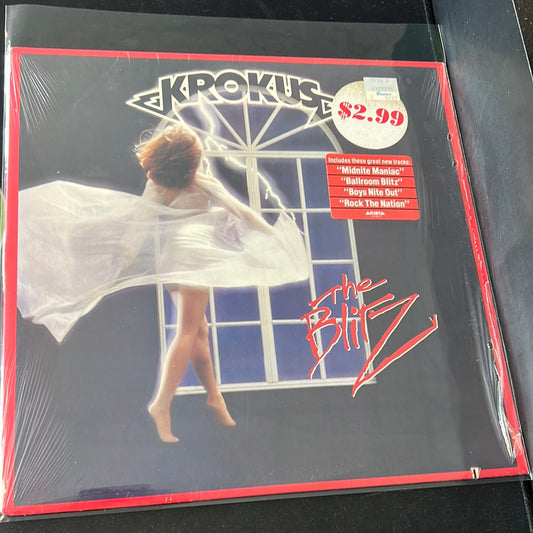 KROKUS
$2.99
Includes these great new tracks:
"Midnite Maniac"
"Ballroom Blitz"
"Boys Nite Out"
"Rock The Nation"
ARISTA
The
Blitz